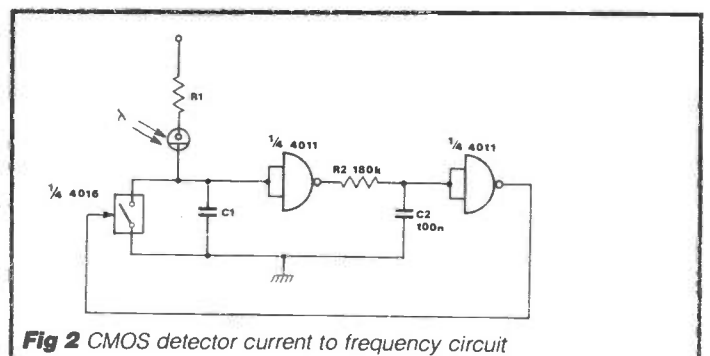 R1
λ
¼ 4011
¼ 4011
R2 180k
¼ 4016
C1
C2
100n
Fig 2 CMOS detector current to frequency circuit